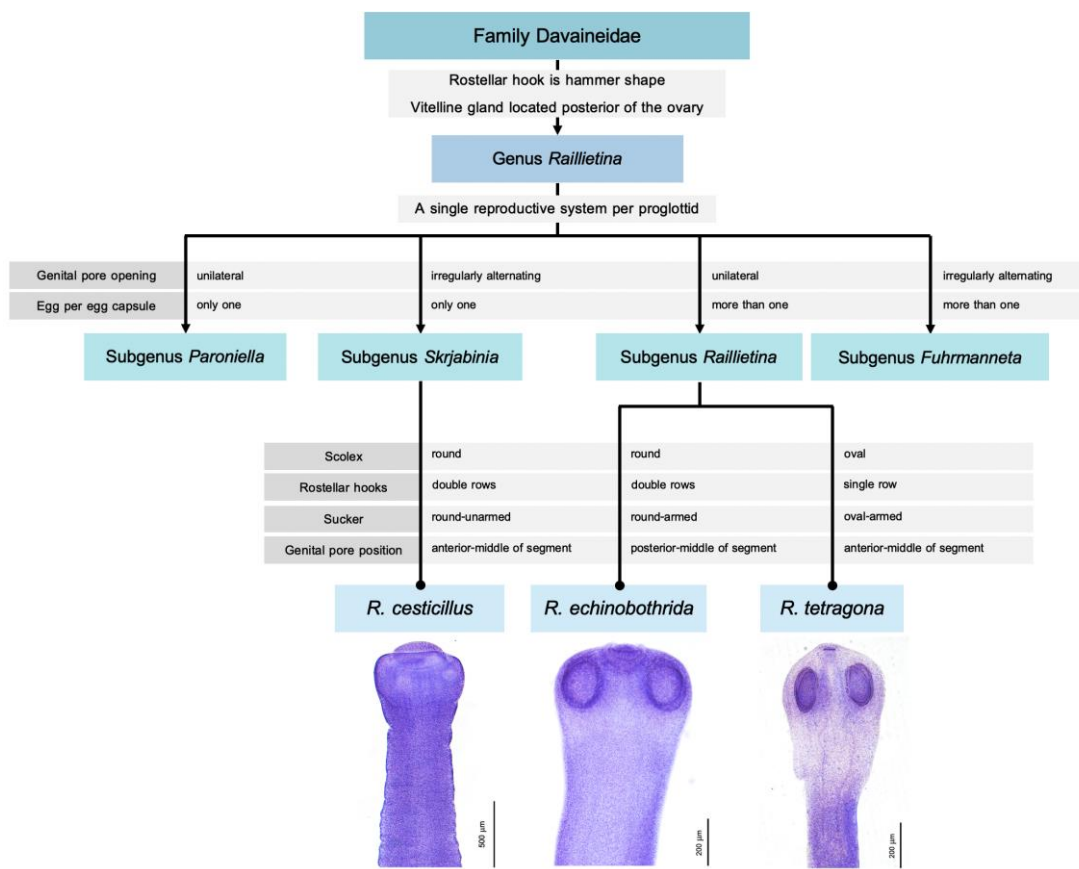 Family Davaineidae
Rostellar hook is hammer shape
Vitelline gland located posterior of the ovary
Genus Raillietina
A single reproductive system per proglottid
Genital pore opening unilateral irregularly alternating unilateral irregularly alternating
Egg per egg capsule only one only one more than one more than one
Subgenus Paroniella Subgenus Skrjabinia Subgenus Raillietina Subgenus Fuhrmanneta
Scolex round round oval
Rostellar hooks double rows double rows single row
Sucker round-unarmed round-armed oval-armed
Genital pore position anterior-middle of segment posterior-middle of segment anterior-middle of segment
R. cesticillus R. echinobothrida R. tetragona
500 µm 200 µm 200 µm